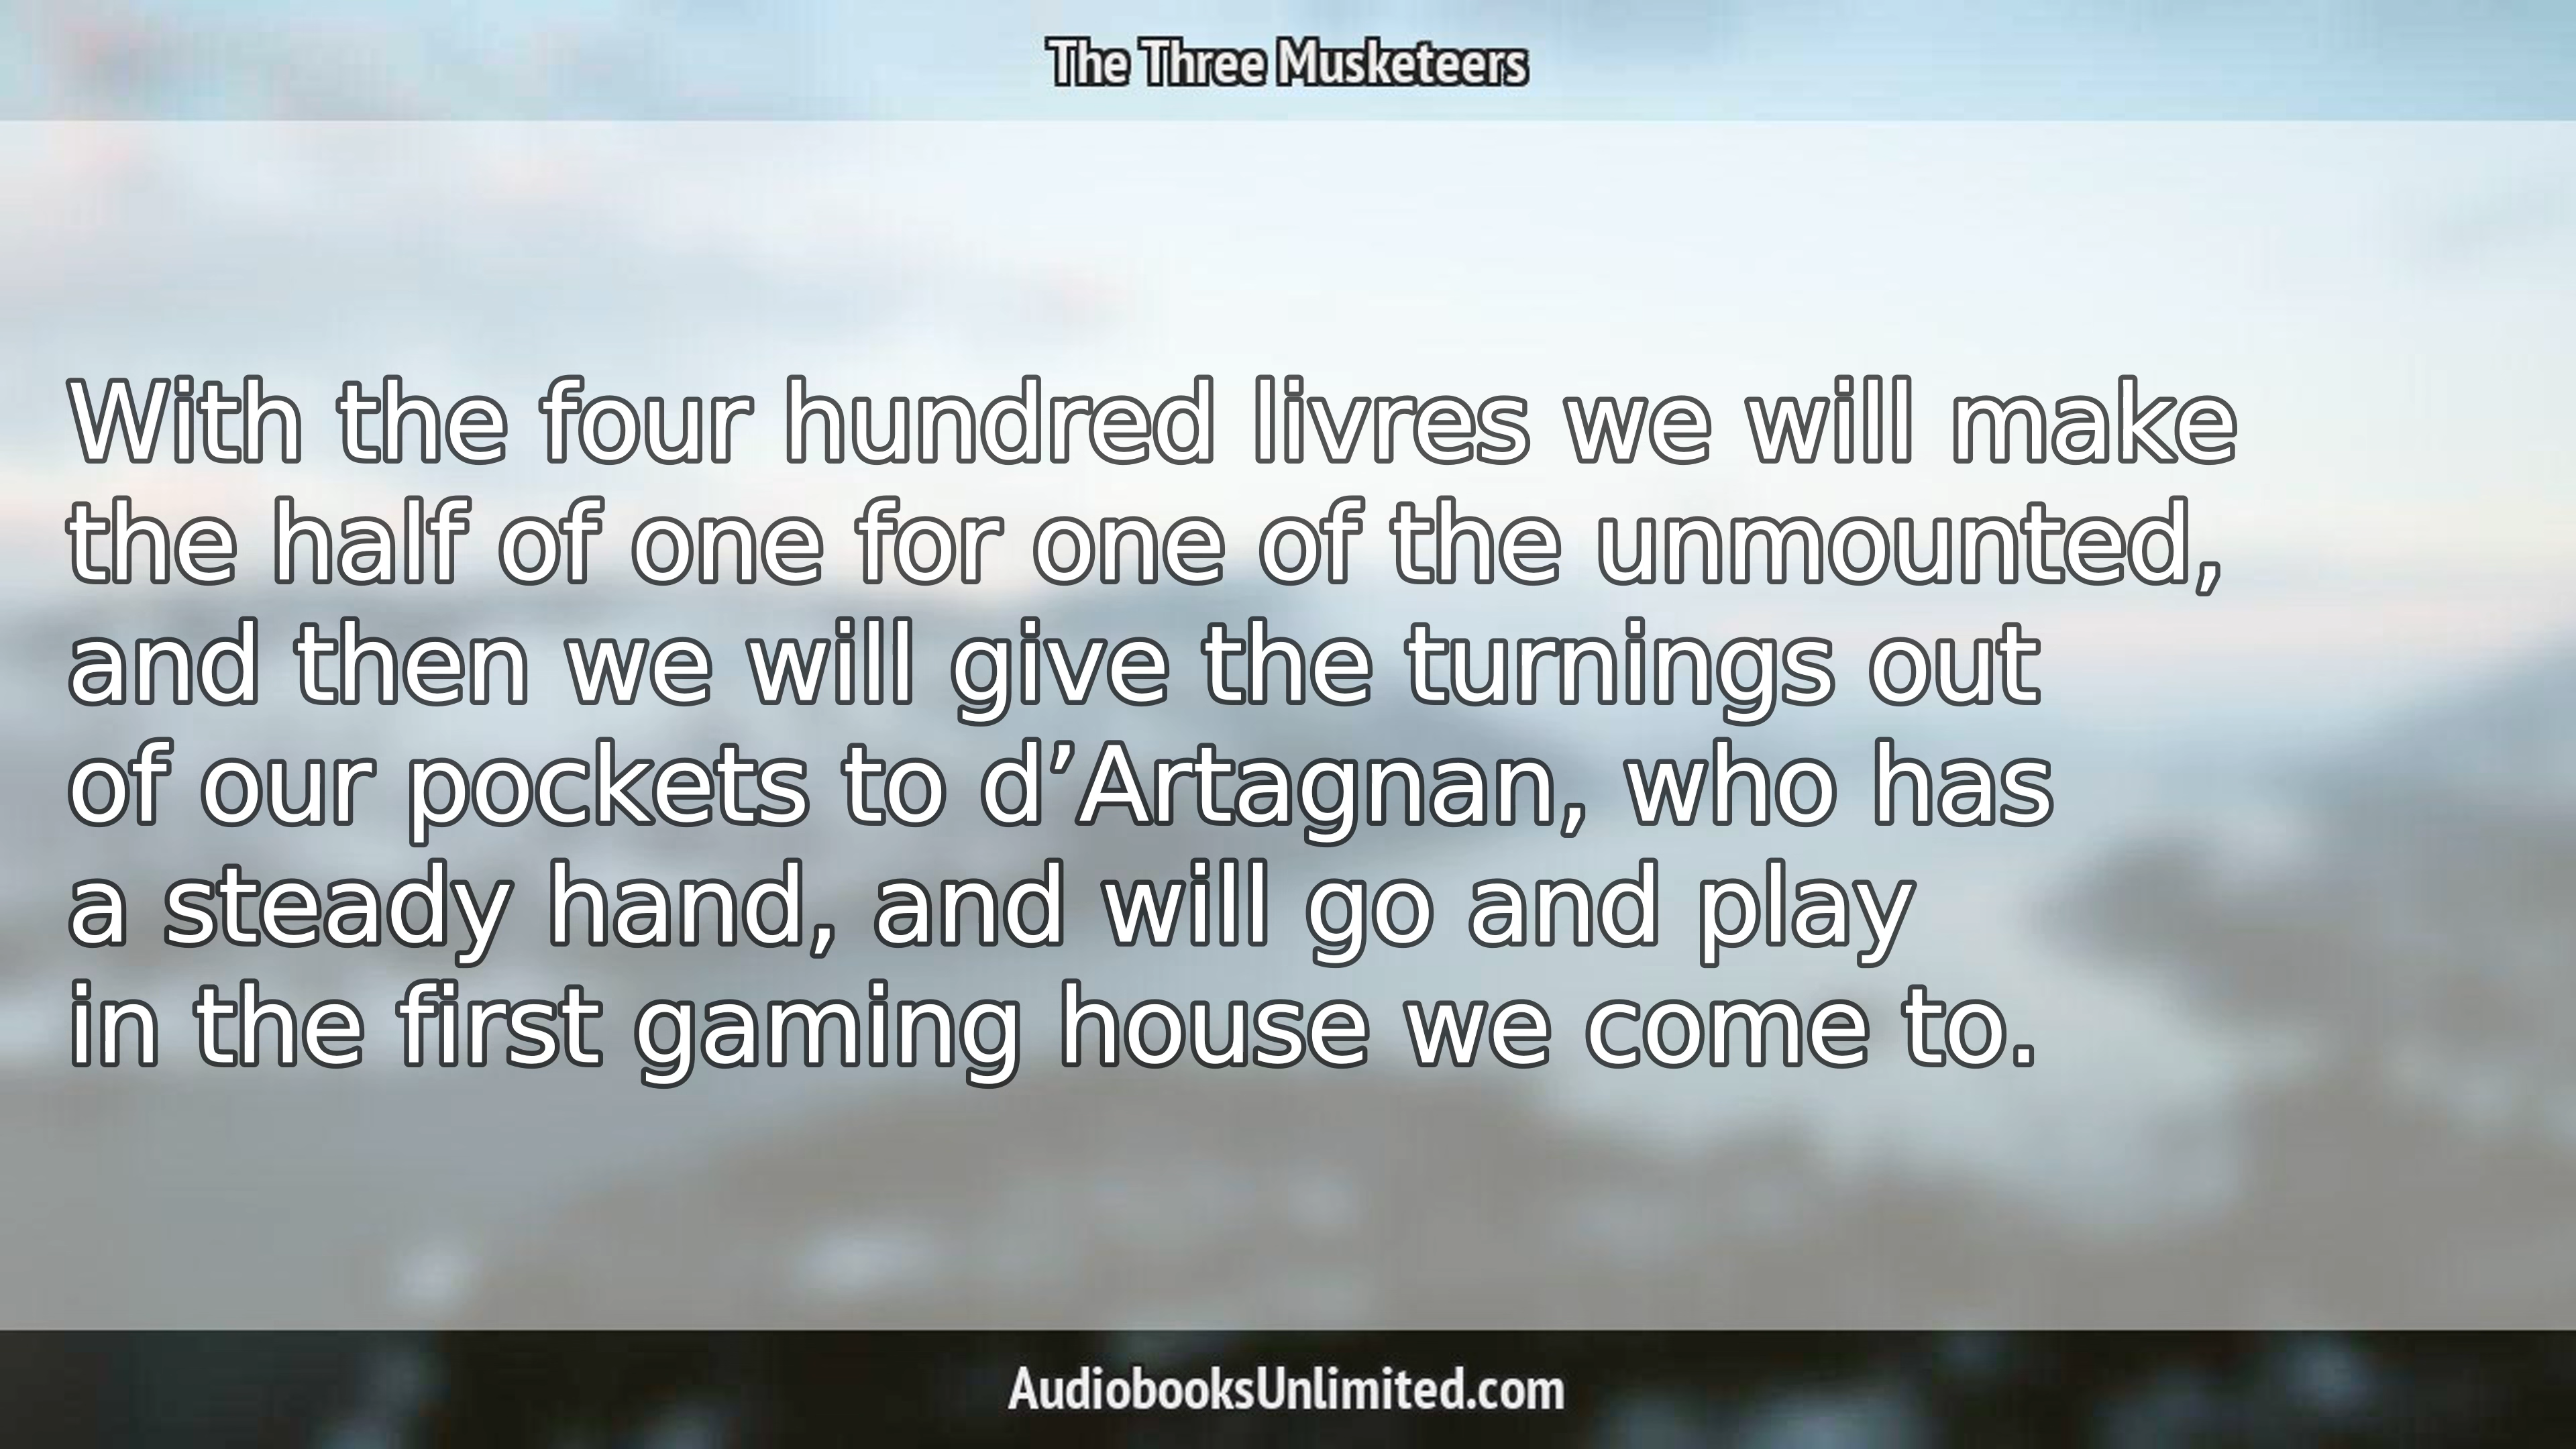 The Three Musketeers
With the four hundred livres we will make
the half of one for one of the unmounted,
and then we will give the turnings out
of our pockets to d’Artagnan, who has
a steady hand, and will go and play
in the first gaming house we come to.
AudiobooksUnlimited.com